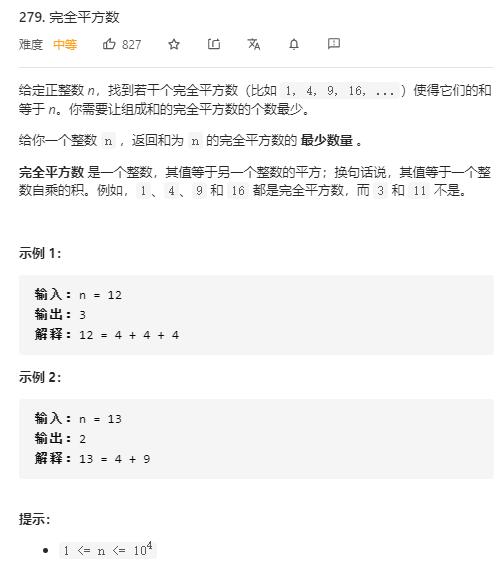 279. 完全平方数
难度 中等 827
给定正整数 n，找到若干个完全平方数（比如 1, 4, 9, 16, ...）使得它们的和
等于 n。你需要让组成和的完全平方数的个数最少。
给你一个整数 n ，返回和为 n 的完全平方数的 最少数量 。
完全平方数 是一个整数，其值等于另一个整数的平方；换句话说，其值等于一个整
数自乘的积。例如，1 、4 、9 和 16 都是完全平方数，而 3 和 11 不是。
示例 1：
输入：n = 12
输出：3
解释：12 = 4 + 4 + 4
示例 2：
输入：n = 13
输出：2
解释：13 = 4 + 9
提示：
• 1 <= n <= 10⁴